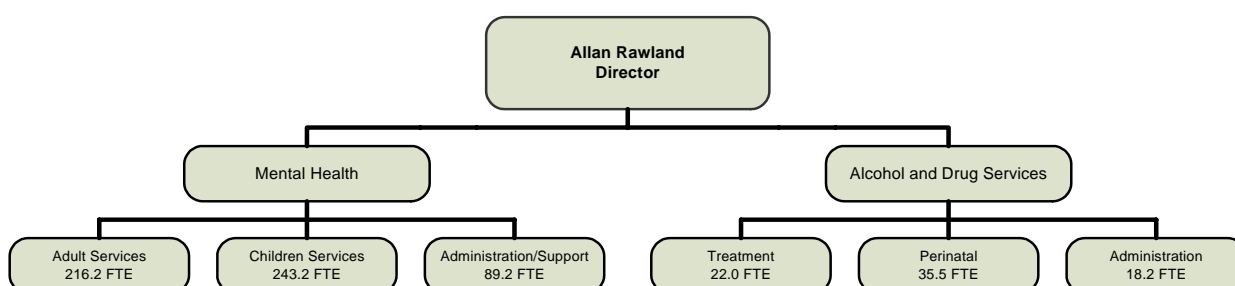 Allan Rawland
Director
Mental Health
Alcohol and Drug Services
Adult Services
216.2 FTE
Children Services
243.2 FTE
Administration/Support
89.2 FTE
Treatment
22.0 FTE
Perinatal
35.5 FTE
Administration
18.2 FTE